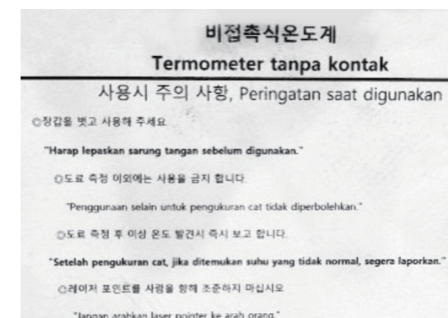 비접촉식온도계
Termometer tanpa kontak
사용시 주의 사항, Peringatan saat digunakan
◎장갑을 벗고 사용해 주세요
"Harap lepaskan sarung tangan sebelum digunakan."
◎도료 측정 이외에는 사용을 금지 합니다.
"Penggunaan selain untuk pengukuran cat tidak diperbolehkan."
◎도료 측정 후 이상 온도 발견시 즉시 보고 합니다.
"Setelah pengukuran cat, jika ditemukan suhu yang tidak normal, segera laporkan."
◎레이저 포인트를 사람을 향해 조준하지 마십시오
"Jangan arahkan laser pointer ke arah orang."